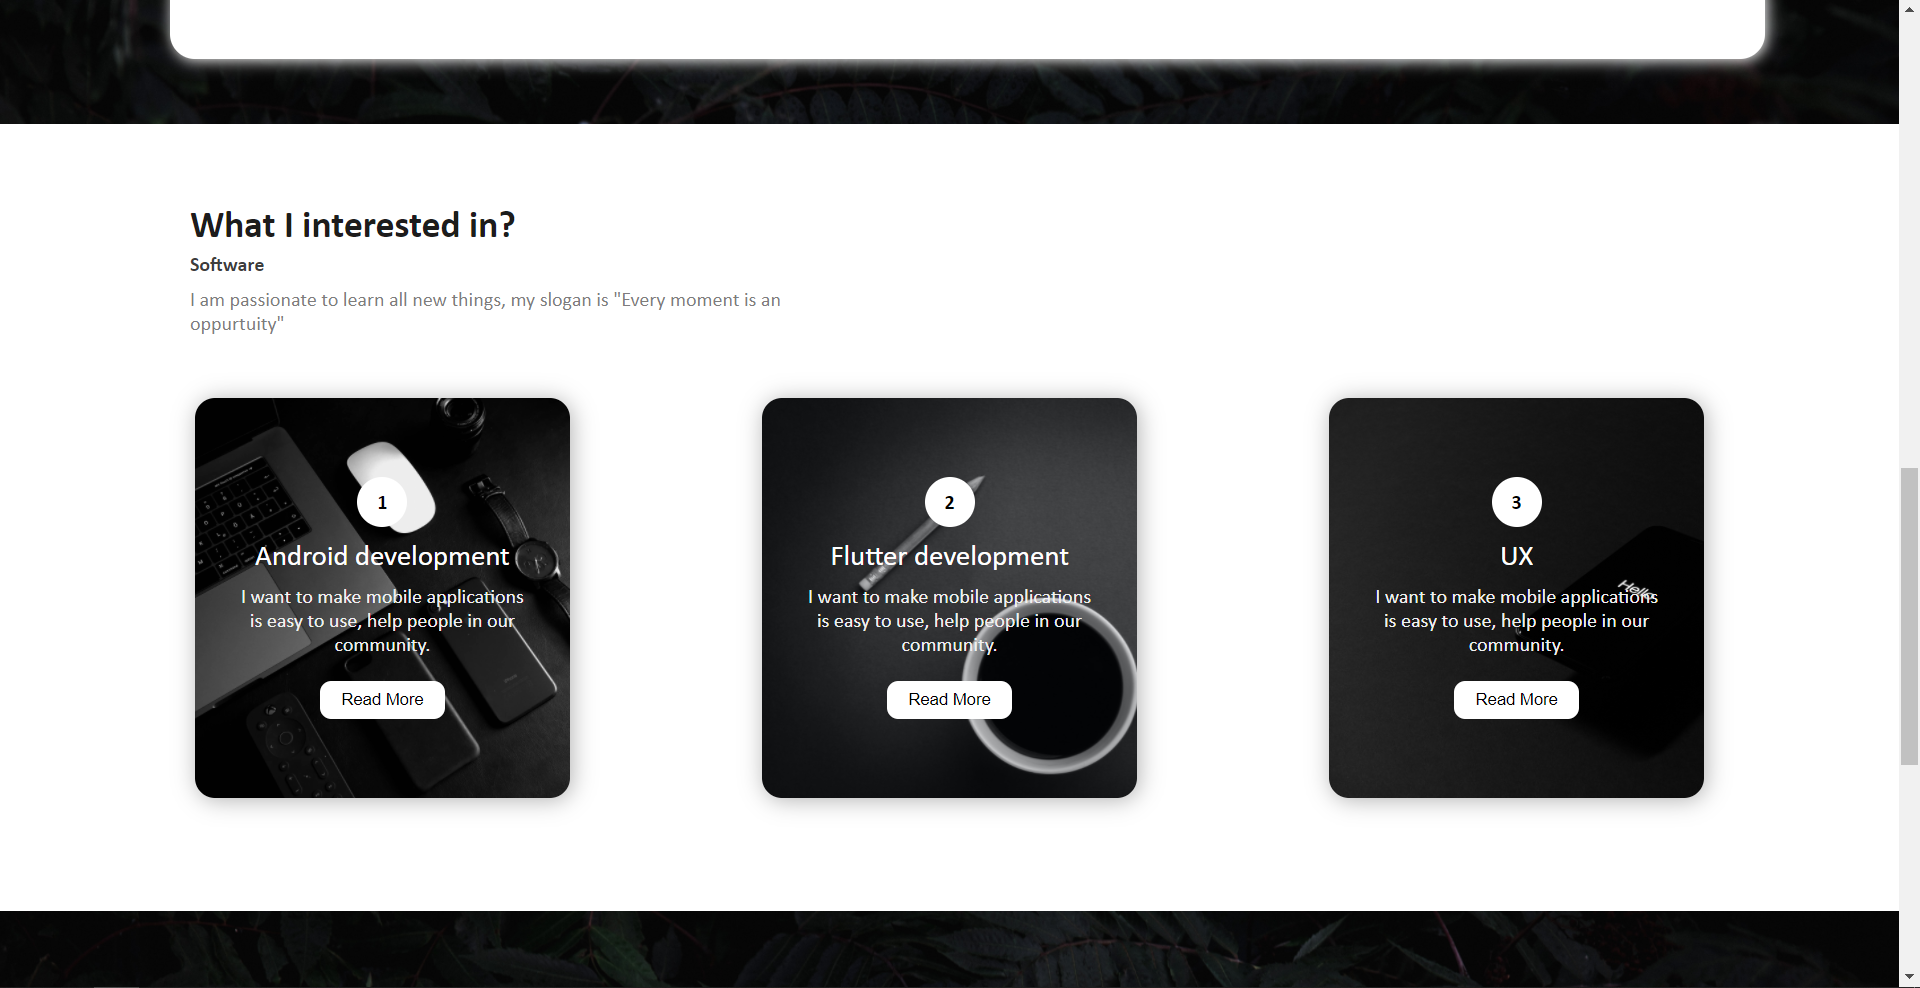 What I interested in?
Software
I am passionate to learn all new things, my slogan is "Every moment is an
oppurtuity"
1
Android development
I want to make mobile applications
is easy to use, help people in our
community.
Read More
2
Flutter development
I want to make mobile applications
is easy to use, help people in our
community.
Read More
3
UX
Hello
I want to make mobile applications
is easy to use, help people in our
community.
Read More